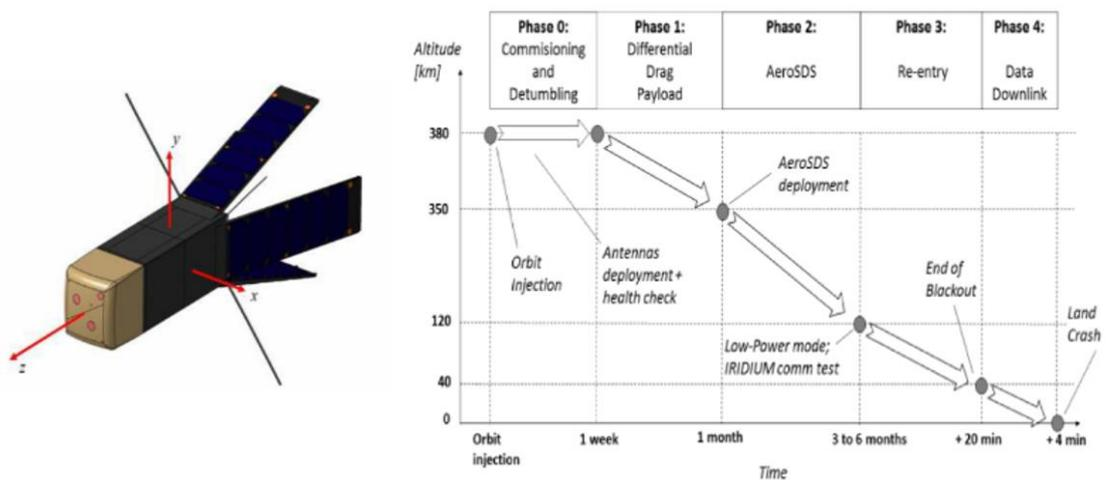 y
x
z
Phase 0:
Commisioning
and
Detumbling
Phase 1:
Differential
Drag
Payload
Phase 2:
AeroSDS
Phase 3:
Re-entry
Phase 4:
Data
Downlink
Altitude
[km]
380
350
120
40
0
AeroSDS
deployment
Orbit
Injection
Antennas
deployment +
health check
End of
Blackout
Land
Crash
Low-Power mode;
IRIDIUM comm test
Orbit
injection
1 week
1 month
3 to 6 months
+ 20 min
+ 4 min
Time